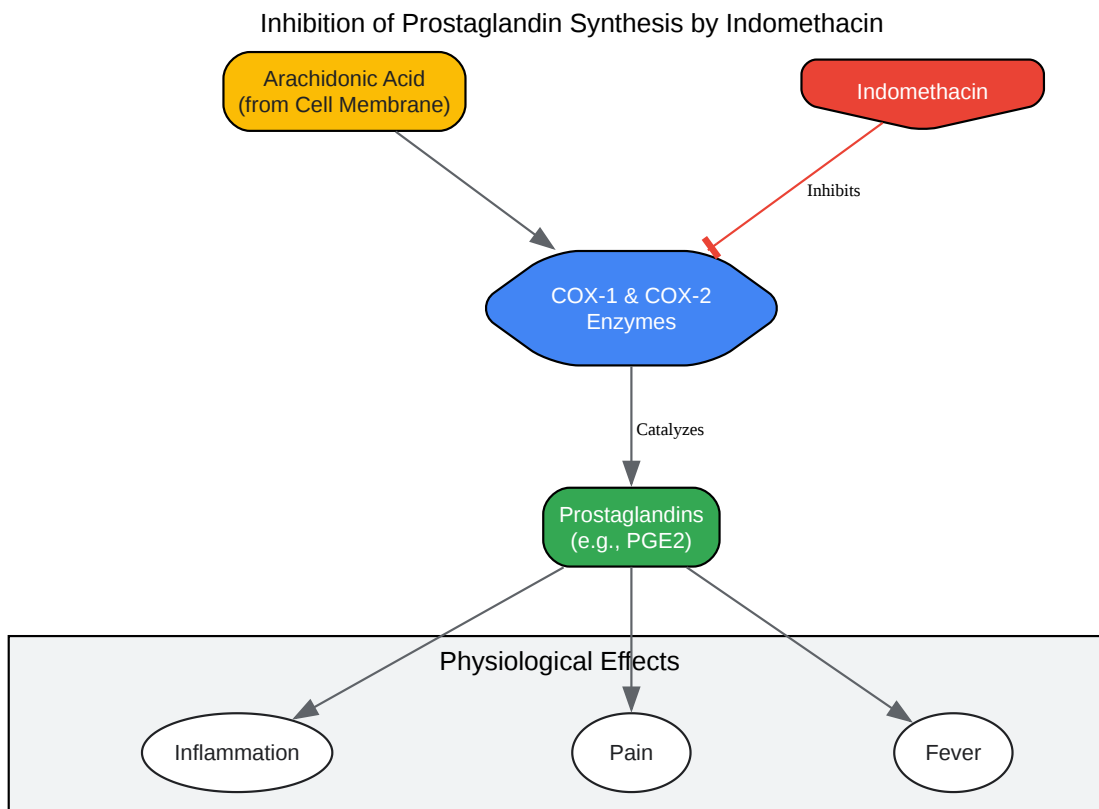 Inhibition of Prostaglandin Synthesis by Indomethacin
Arachidonic Acid
(from Cell Membrane)
Indomethacin
Inhibits
COX-1 & COX-2
Enzymes
Catalyzes
Prostaglandins
(e.g., PGE2)
Physiological Effects
Inflammation
Pain
Fever